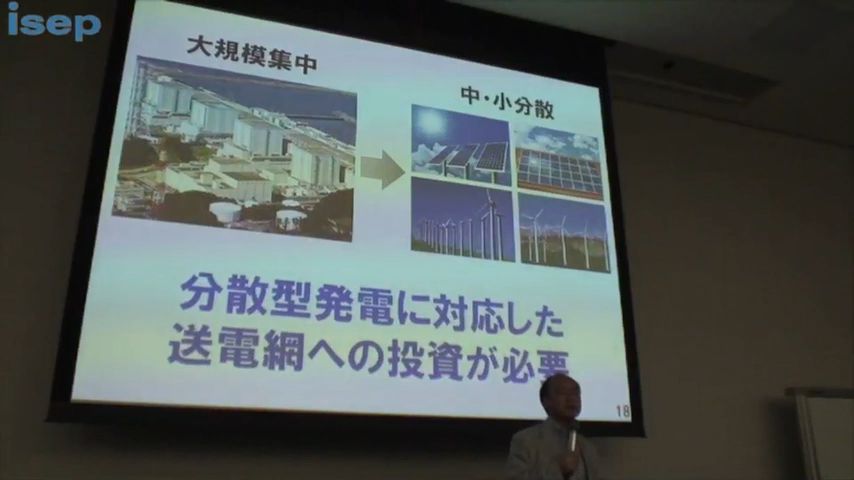 isep
大規模集中
中・小分散
分散型発電に対応した
送電網への投資が必要
18